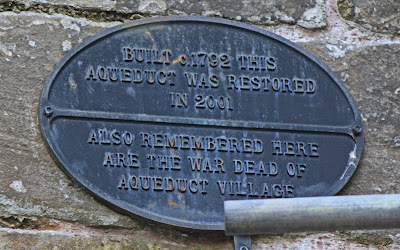 BUILT c1792 THIS
AQUEDUCT WAS RESTORED
IN 2001
ALSO REMEMBERED HERE
ARE THE WAR DEAD OF
AQUEDUCT VILLAGE